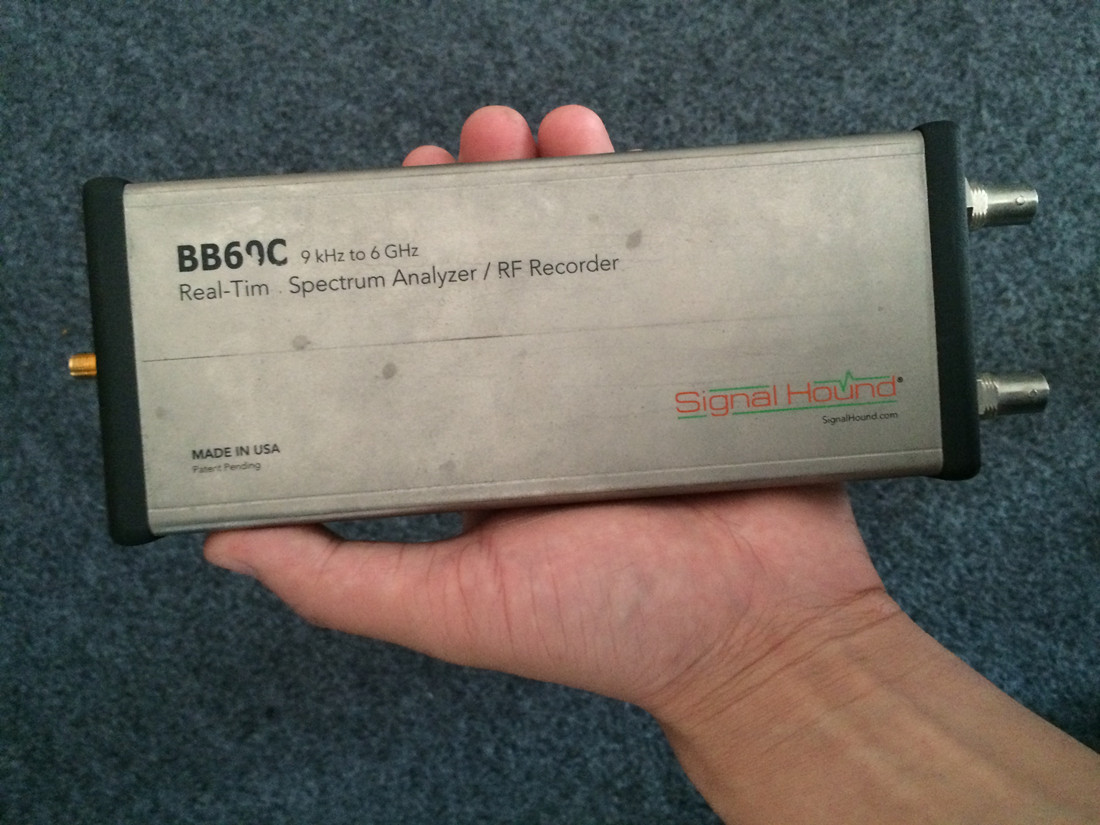 BB60C 9 kHz to 6 GHz
Real-Tim Spectrum Analyzer / RF Recorder
Signal Hound®
SignalHound.com
MADE IN USA
Patent Pending